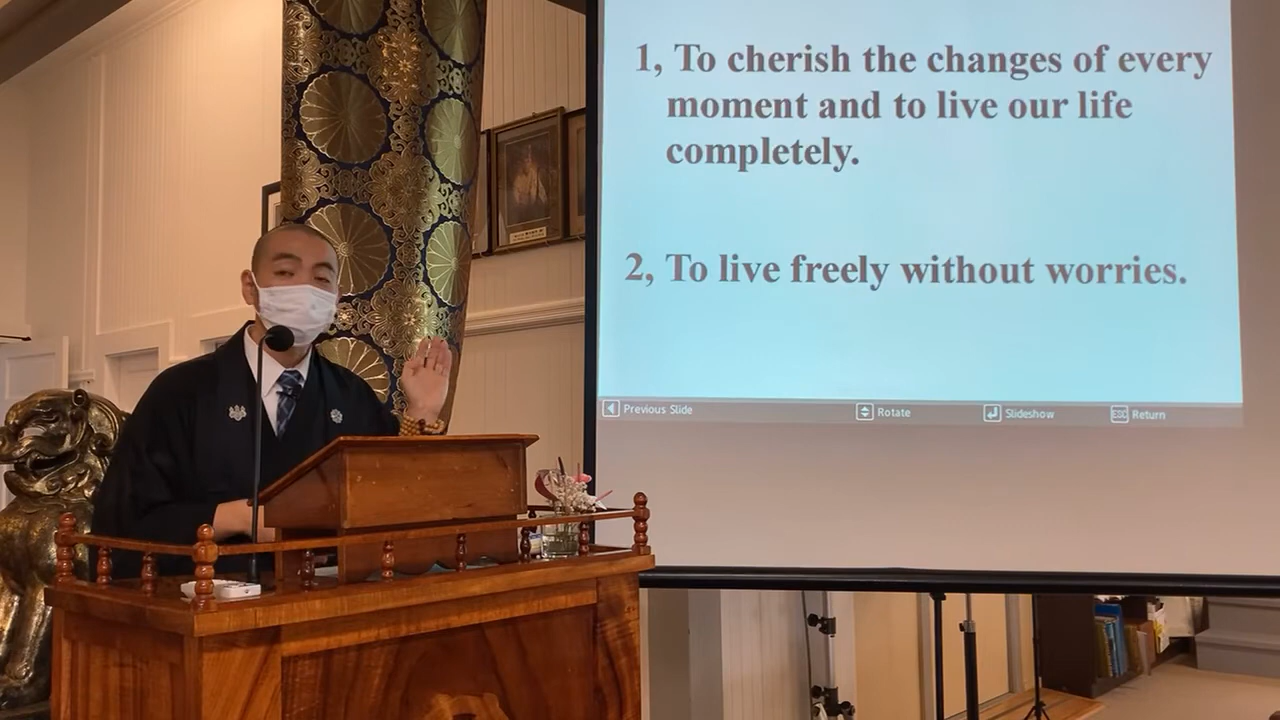 1, To cherish the changes of every
moment and to live our life
completely.
2, To live freely without worries.
Previous Slide
Rotate
Slideshow
ESC Return